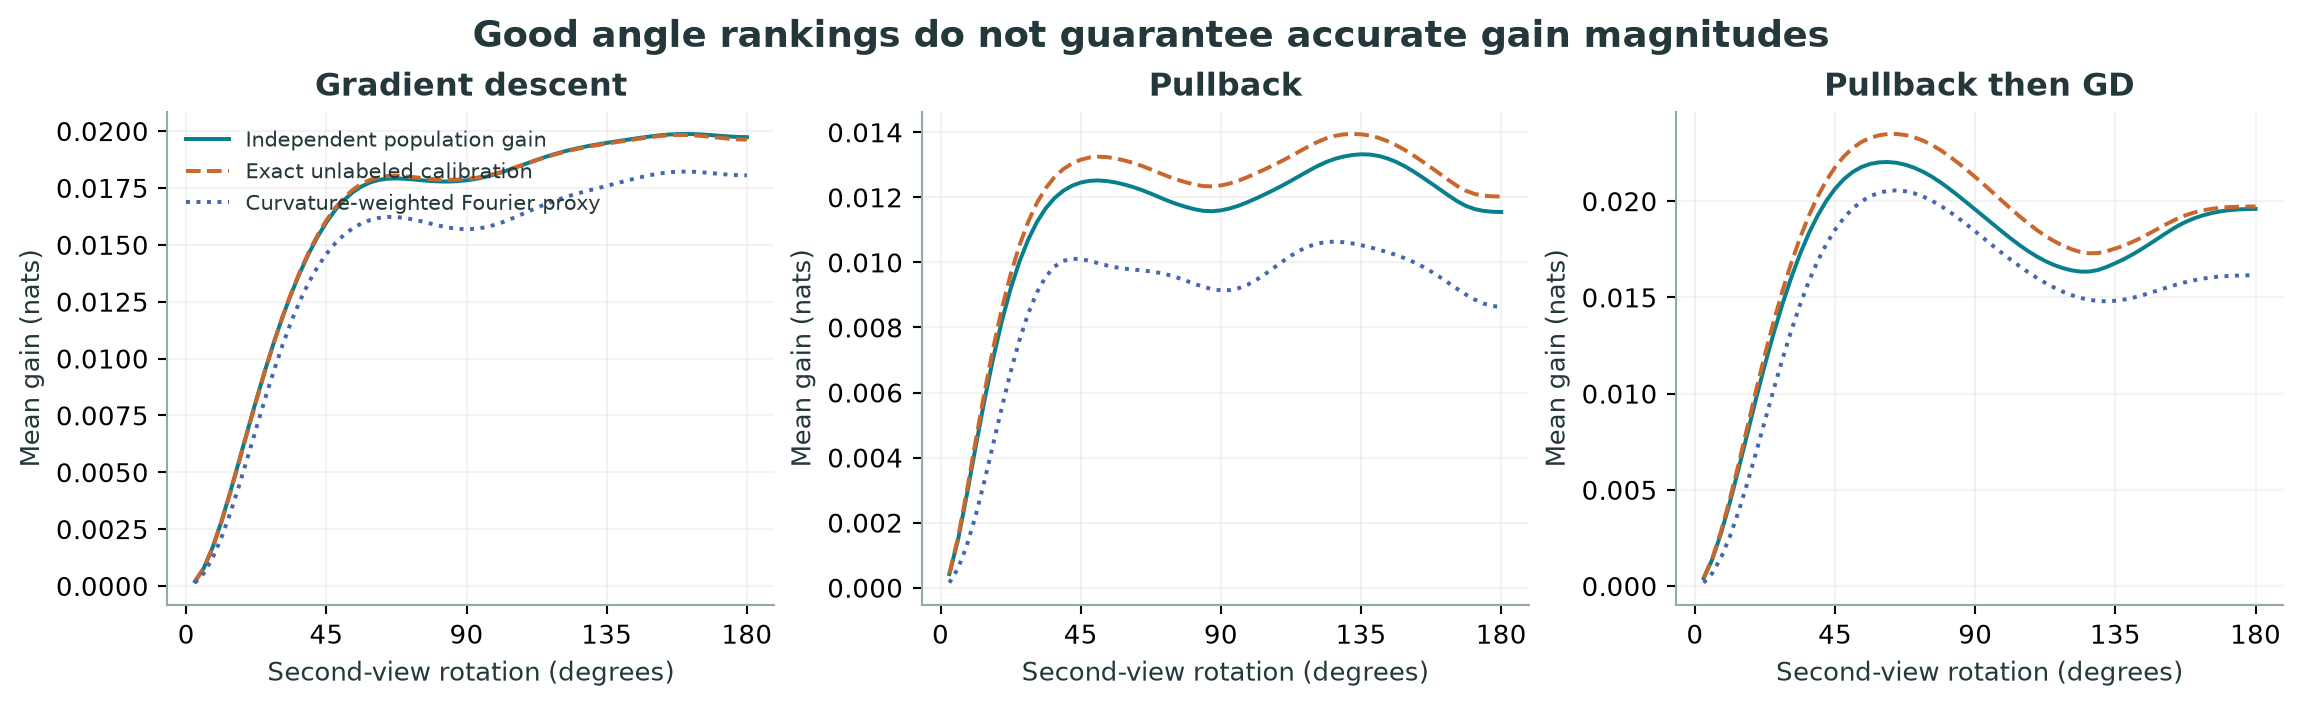 Good angle rankings do not guarantee accurate gain magnitudes
Gradient descent
Mean gain (nats)
0.0200
0.0175
0.0150
0.0125
0.0100
0.0075
0.0050
0.0025
0.0000
Independent population gain
Exact unlabeled calibration
Curvature-weighted Fourier proxy
0 45 90 135 180
Second-view rotation (degrees)
Pullback
Mean gain (nats)
0.014
0.012
0.010
0.008
0.006
0.004
0.002
0.000
0 45 90 135 180
Second-view rotation (degrees)
Pullback then GD
Mean gain (nats)
0.020
0.015
0.010
0.005
0.000
0 45 90 135 180
Second-view rotation (degrees)